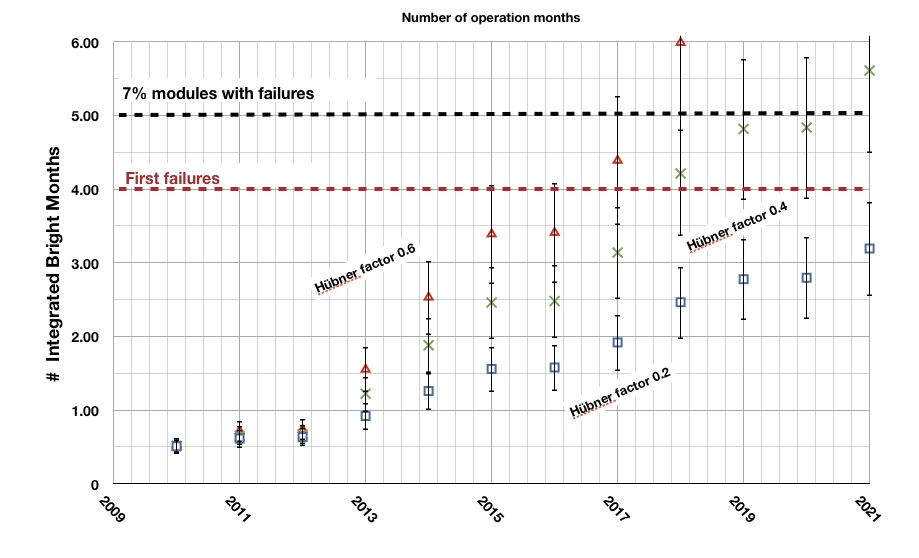 Number of operation months
6.00
7% modules with failures
5.00
First failures
4.00
Hübner factor 0.4
Hübner factor 0.6
3.00
# Integrated Bright Months
2.00
Hübner factor 0.2
1.00
0
2009
2011
2013
2015
2017
2019
2021